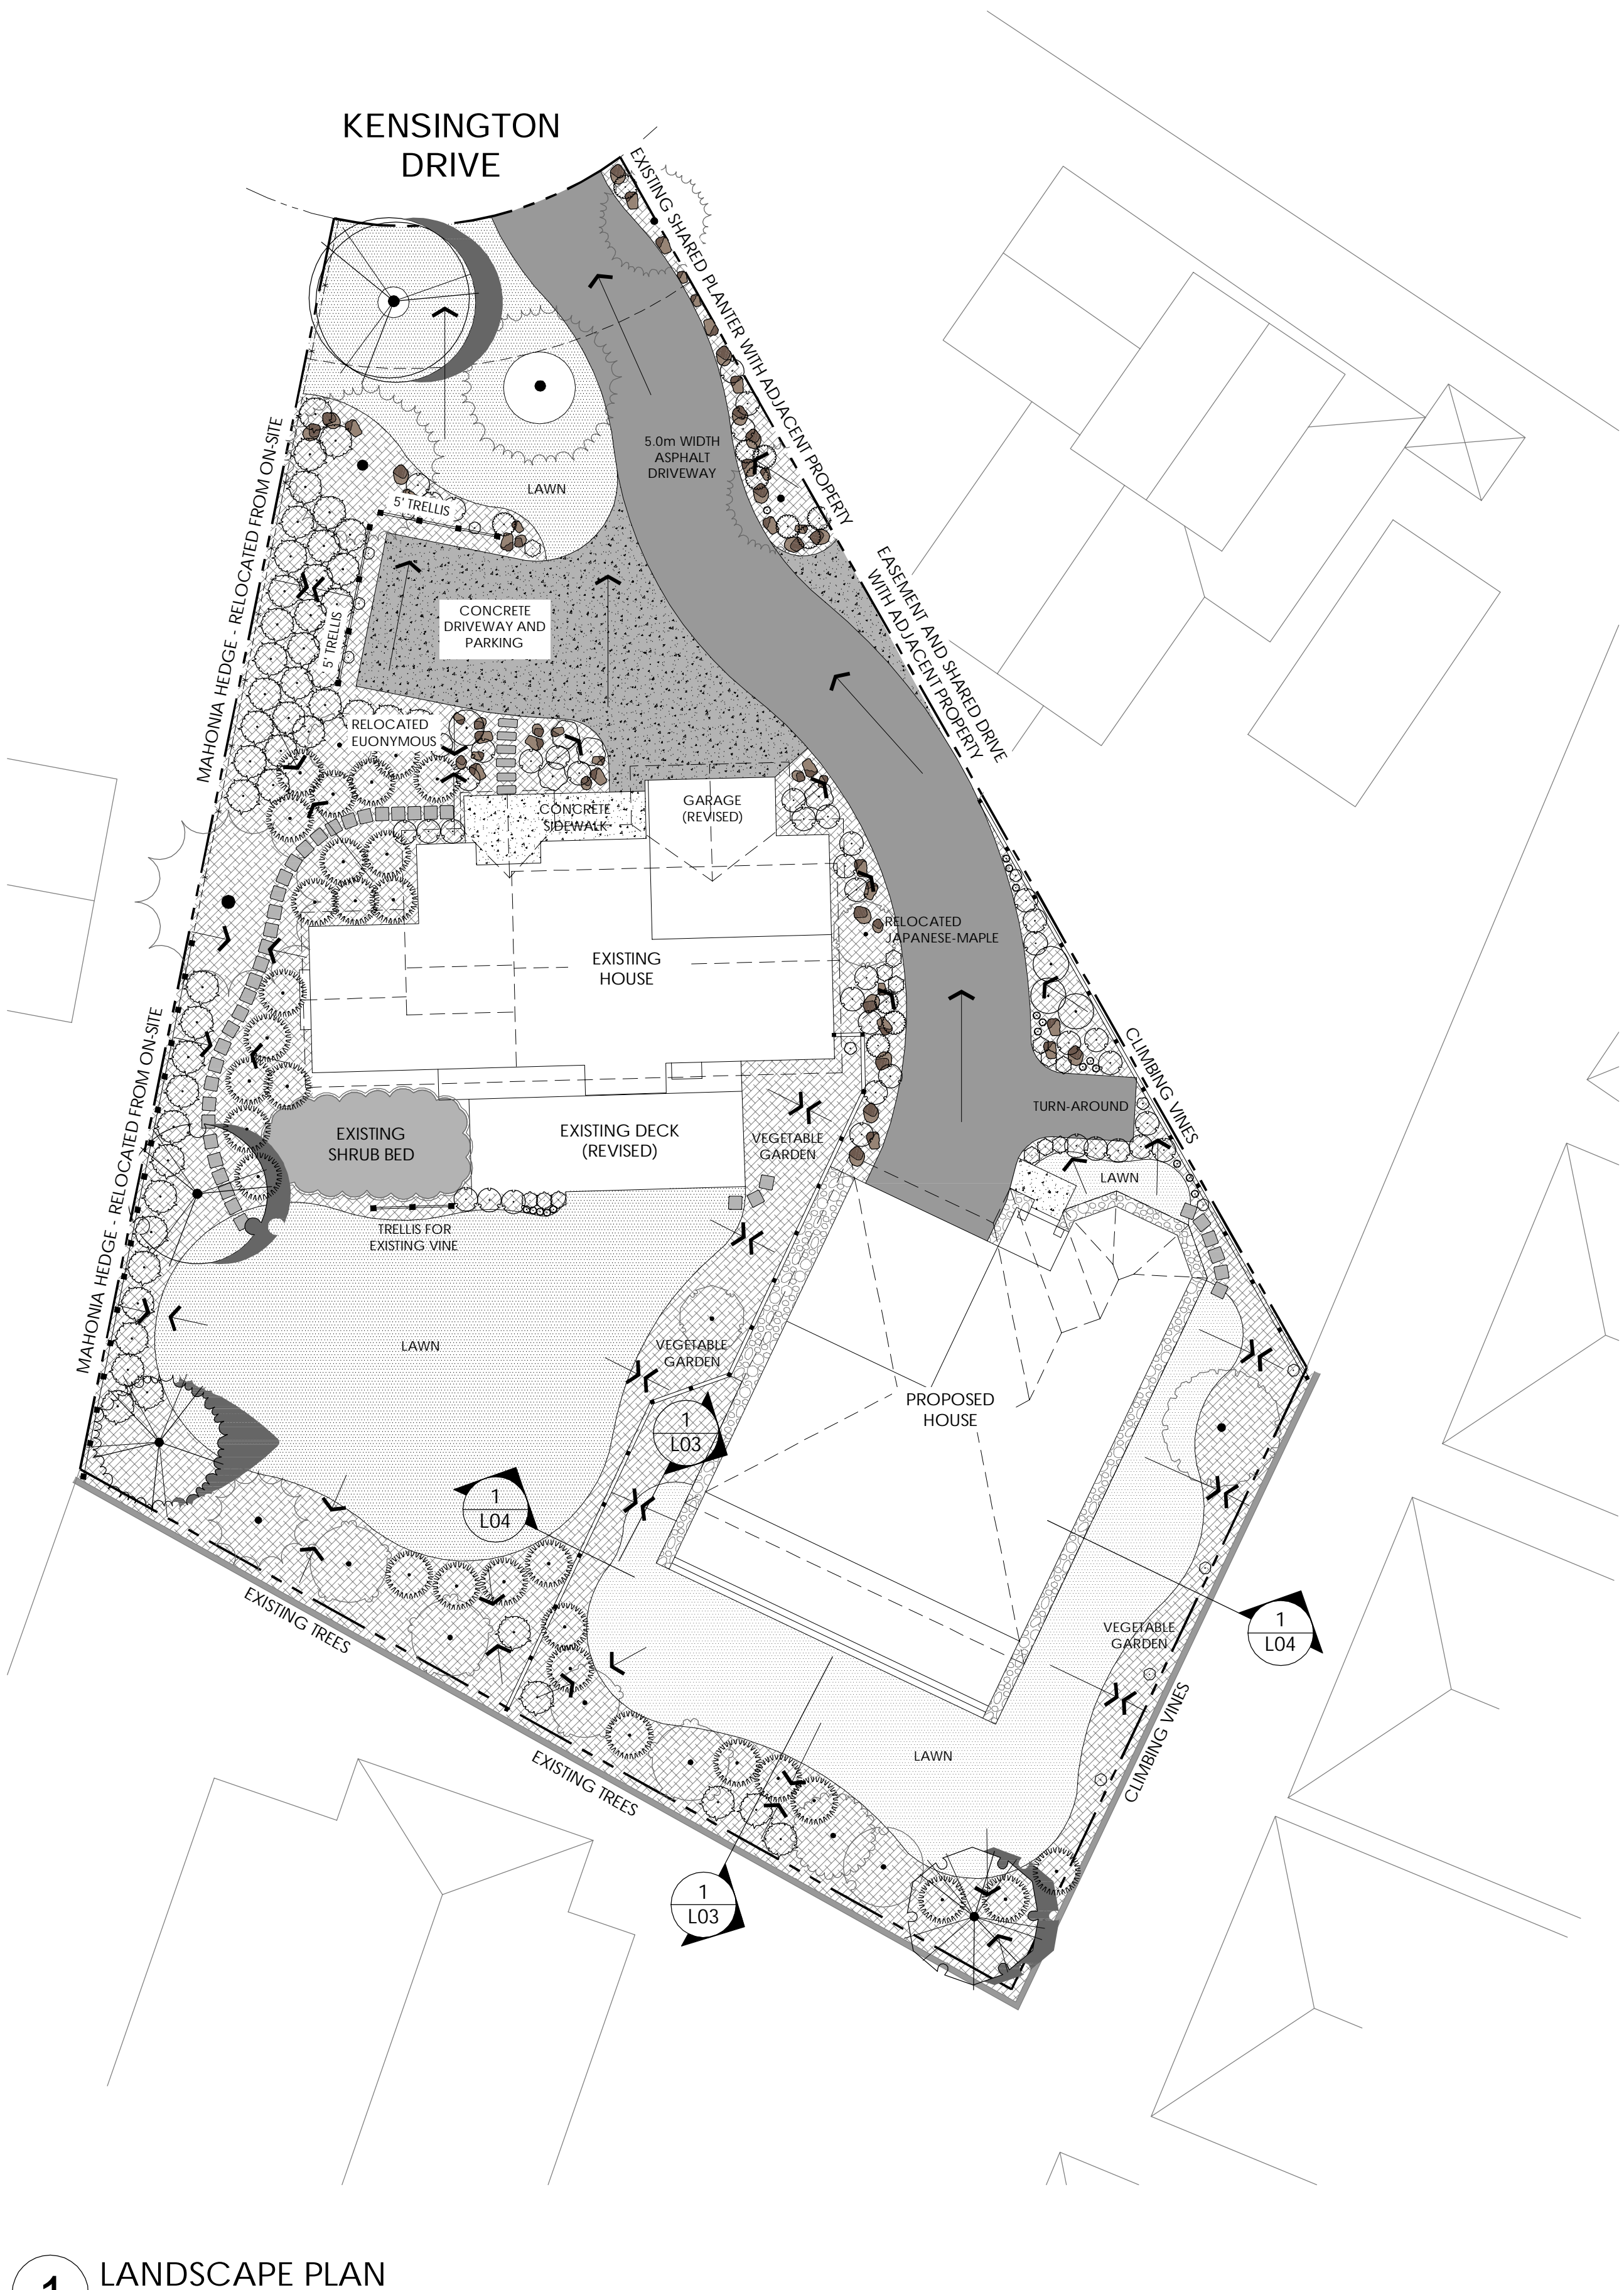 KENSINGTON
DRIVE
EXISTING SHARED PLANTER WITH ADJACENT PROPERTY
MAHONIA HEDGE - RELOCATED FROM ON-SITE
5.0m WIDTH
ASPHALT
DRIVEWAY
LAWN
5' TRELLIS
5' TRELLIS
EASEMENT AND SHARED DRIVE
WITH ADJACENT PROPERTY
CONCRETE
DRIVEWAY AND
PARKING
RELOCATED
EUONYMOUS
CONCRETE
SIDEWALK
GARAGE
(REVISED)
RELOCATED
JAPANESE-MAPLE
EXISTING
HOUSE
MAHONIA HEDGE - RELOCATED FROM ON-SITE
CLIMBING VINES
TURN-AROUND
EXISTING
SHRUB BED
EXISTING DECK
(REVISED)
VEGETABLE
GARDEN
LAWN
TRELLIS FOR
EXISTING VINE
LAWN
VEGETABLE
GARDEN
PROPOSED
HOUSE
1
L03
1
L04
EXISTING TREES
VEGETABLE
GARDEN
1
L04
CLIMBING VINES
LAWN
EXISTING TREES
1
L03
1
LANDSCAPE PLAN